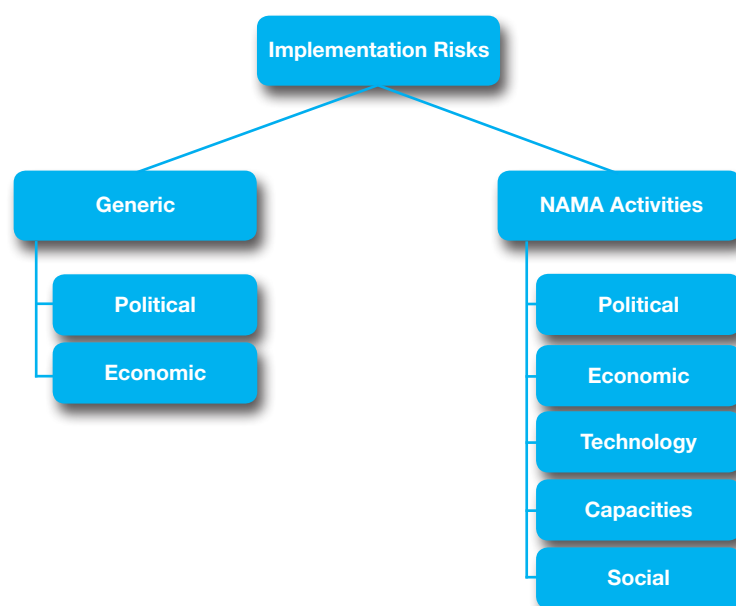 Implementation Risks
Generic
Political
Economic
NAMA Activities
Political
Economic
Technology
Capacities
Social